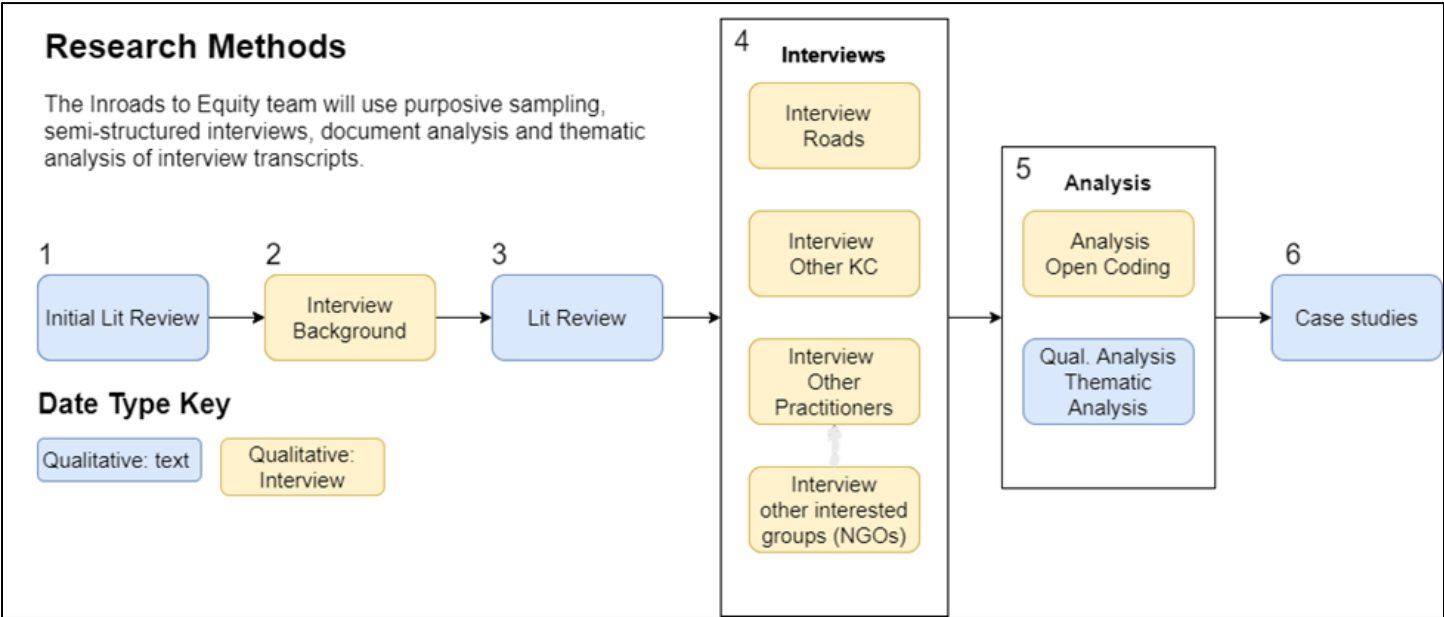 Research Methods
The Inroads to Equity team will use purposive sampling,
semi-structured interviews, document analysis and thematic
analysis of interview transcripts.
1
Initial Lit Review
2
Interview
Background
3
Lit Review
4
Interviews
Interview
Roads
Interview
Other KC
Interview
Other
Practitioners
Interview
other interested
groups (NGOs)
5
Analysis
Analysis
Open Coding
Qual. Analysis
Thematic
Analysis
6
Case studies
Date Type Key
Qualitative: text
Qualitative:
Interview